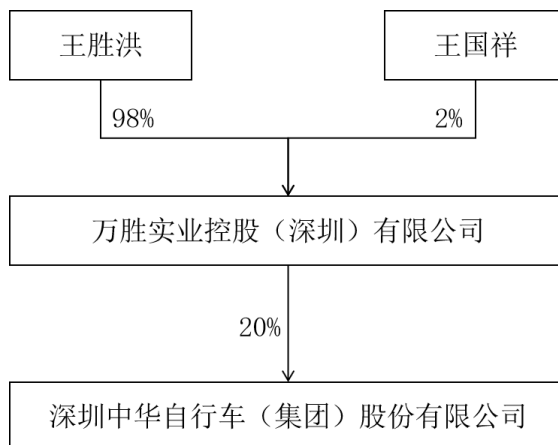 王胜洪
王国祥
98%
2%
万胜实业控股（深圳）有限公司
20%
深圳中华自行车（集团）股份有限公司